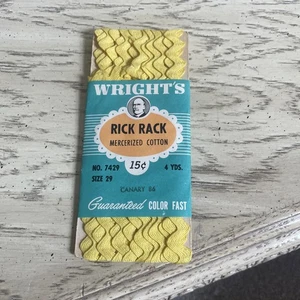 WRIGHT'S
RICK RACK
MERCERIZED COTTON
NO. 7429 15¢ 4 YDS.
SIZE 29
CANARY 86
Guaranteed COLOR FAST